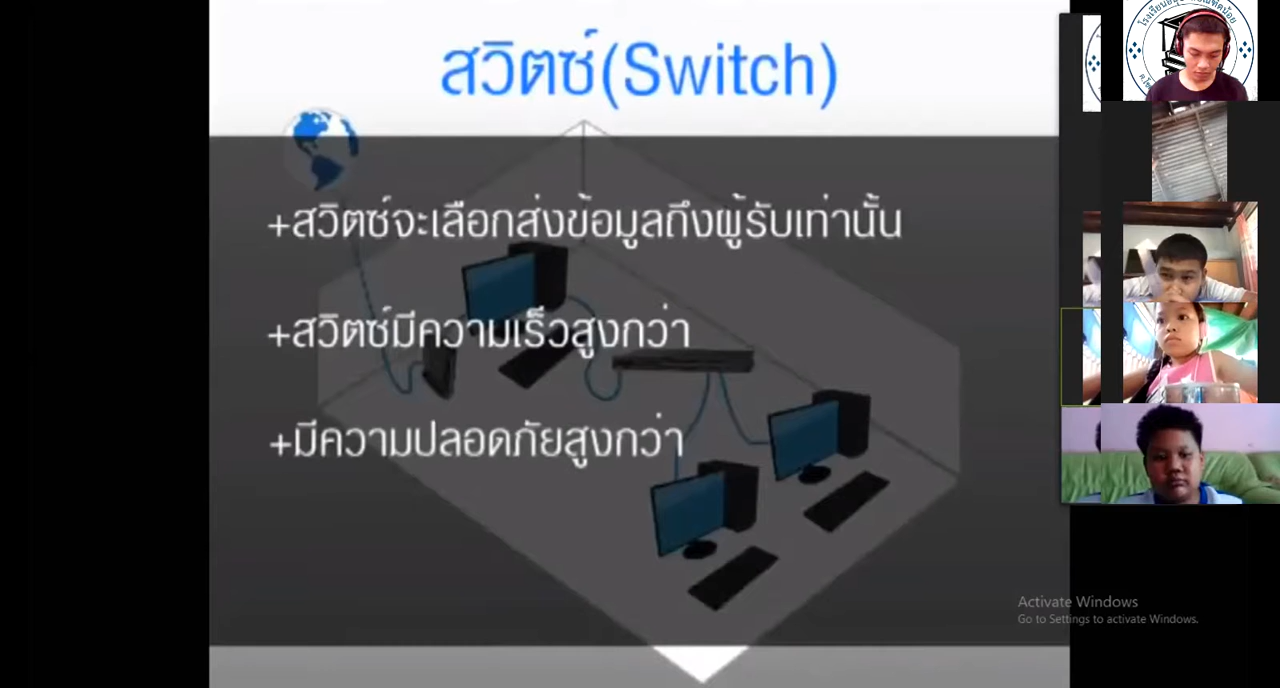 สวิตซ์(Switch)
+สวิตซ์จะเลือกส่งข้อมูลถึงผู้รับเท่านั้น
+สวิตซ์มีความเร็วสูงกว่า
+มีความปลอดภัยสูงกว่า
Activate Windows
Go to Settings to activate Windows.